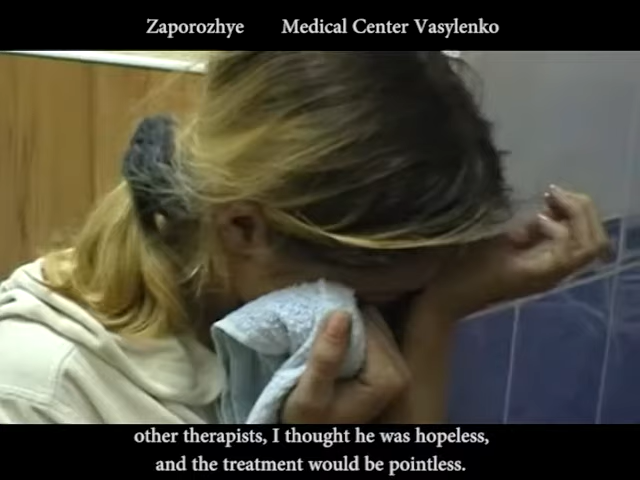 Zaporozhye Medical Center Vasylenko
other therapists, I thought he was hopeless,
and the treatment would be pointless.